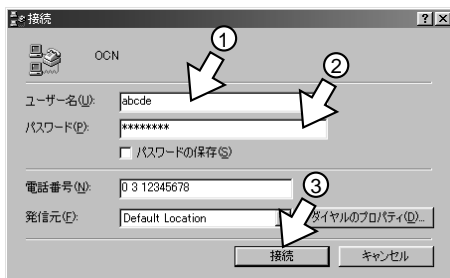 接続
①
OCN
②
ユーザー名(U): abcde
パスワード(P): ********
パスワードの保存(S)
電話番号(N): 0 3 12345678
③
発信元(F): Default Location ダイヤルのプロパティ(D)...
接続 キャンセル